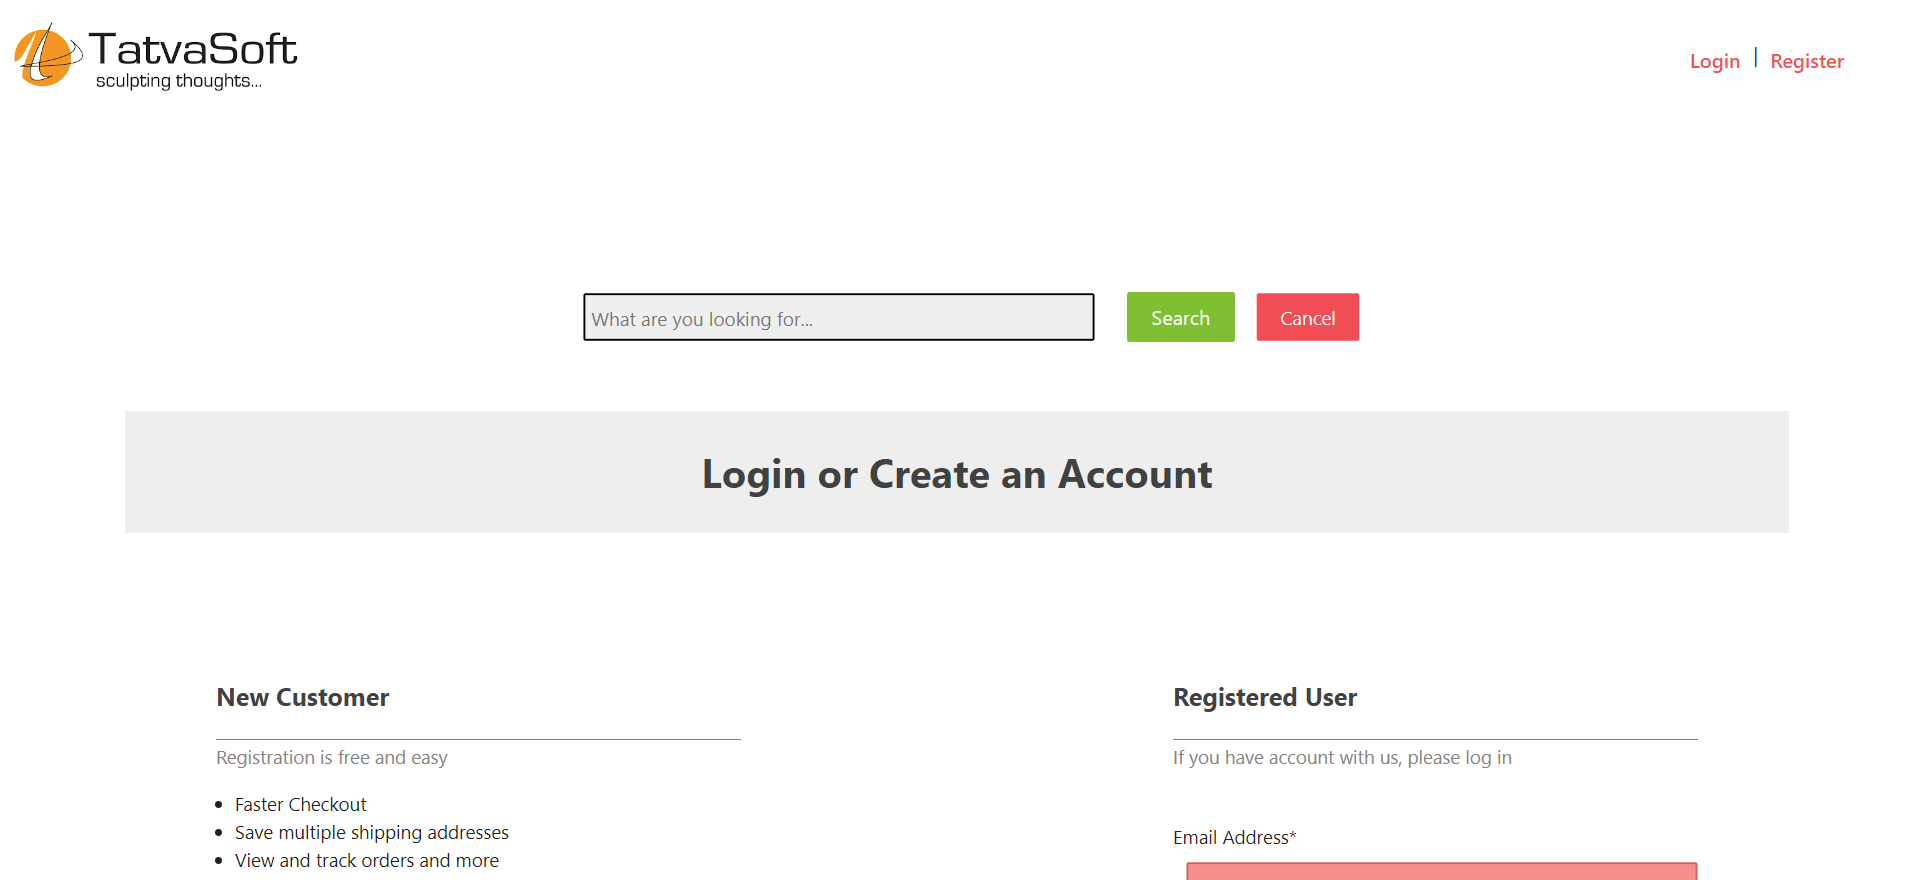 TatvaSoft
sculpting thoughts...
Login | Register
What are you looking for...
Search
Cancel
Login or Create an Account
New Customer
Registration is free and easy
Faster Checkout
Save multiple shipping addresses
View and track orders and more
Registered User
If you have account with us, please log in
Email Address*